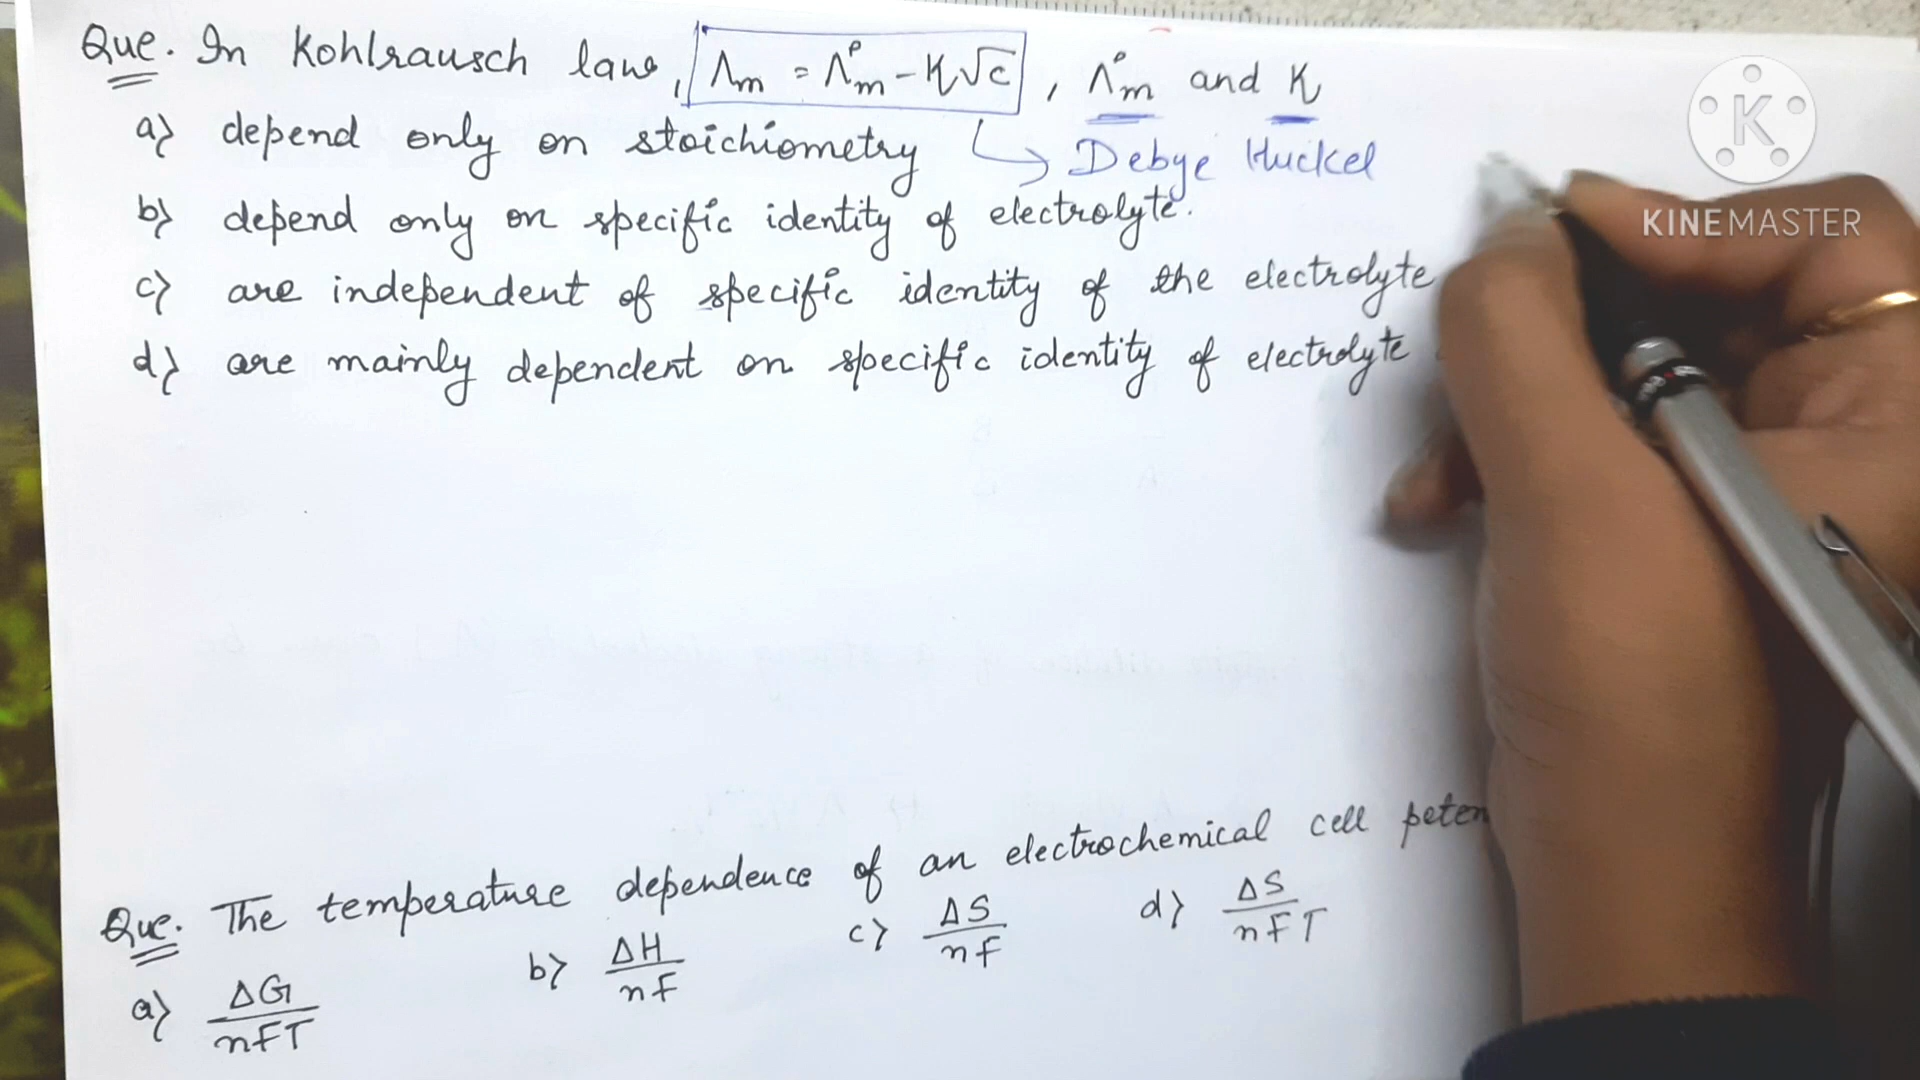 Que. In Kohlrausch law, Λm = Λ°m - K√c, Λ°m and K
a) depend only on stoichiometry
Debye Huckel
b) depend only on specific identity of electrolyte.
c) are independent of specific identity of the electrolyte
d) are mainly dependent on specific identity of electrolyte
K
KINEMASTER
Que. The temperature dependence of an electrochemical cell poten
a) ΔG/nFT b) ΔH/nF c) ΔS/nF d) ΔS/nFT